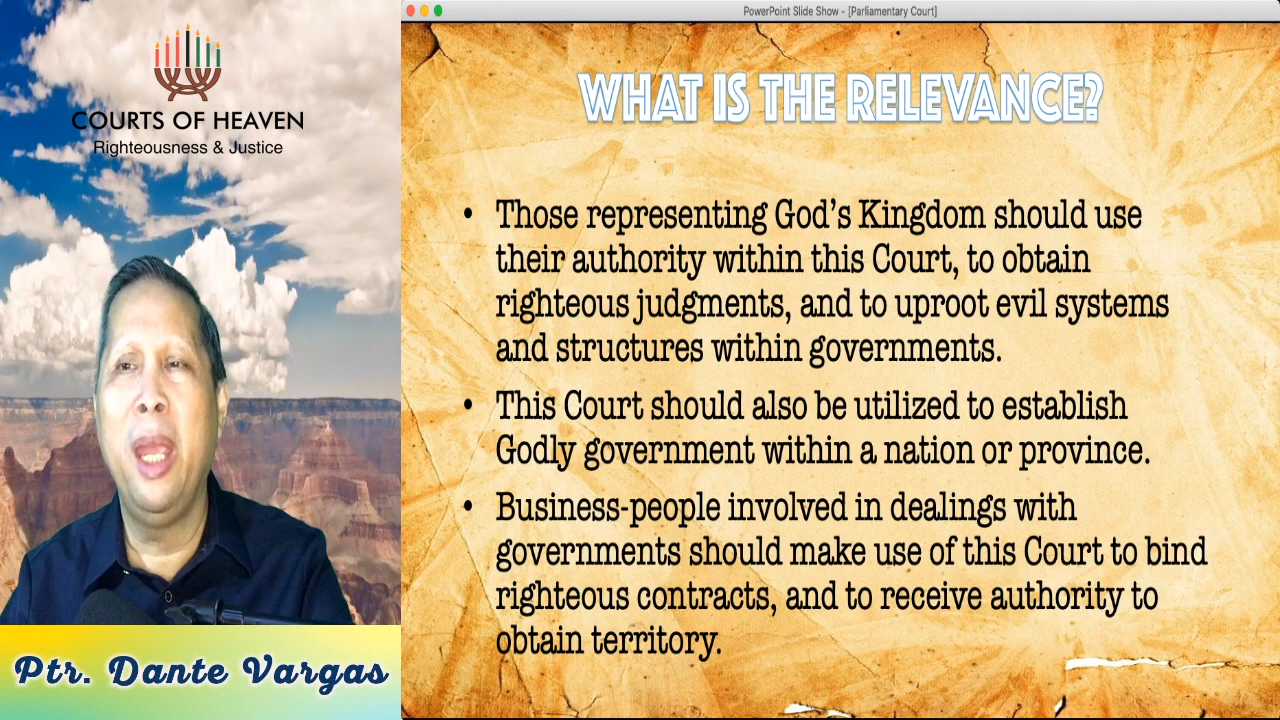 COURTS OF HEAVEN
Righteousness & Justice
Ptr. Dante Vargas
PowerPoint Slide Show - [Parliamentary Court]
WHAT IS THE RELEVANCE?
• Those representing God’s Kingdom should use
their authority within this Court, to obtain
righteous judgments, and to uproot evil systems
and structures within governments.
• This Court should also be utilized to establish
Godly government within a nation or province.
• Business-people involved in dealings with
governments should make use of this Court to bind
righteous contracts, and to receive authority to
obtain territory.